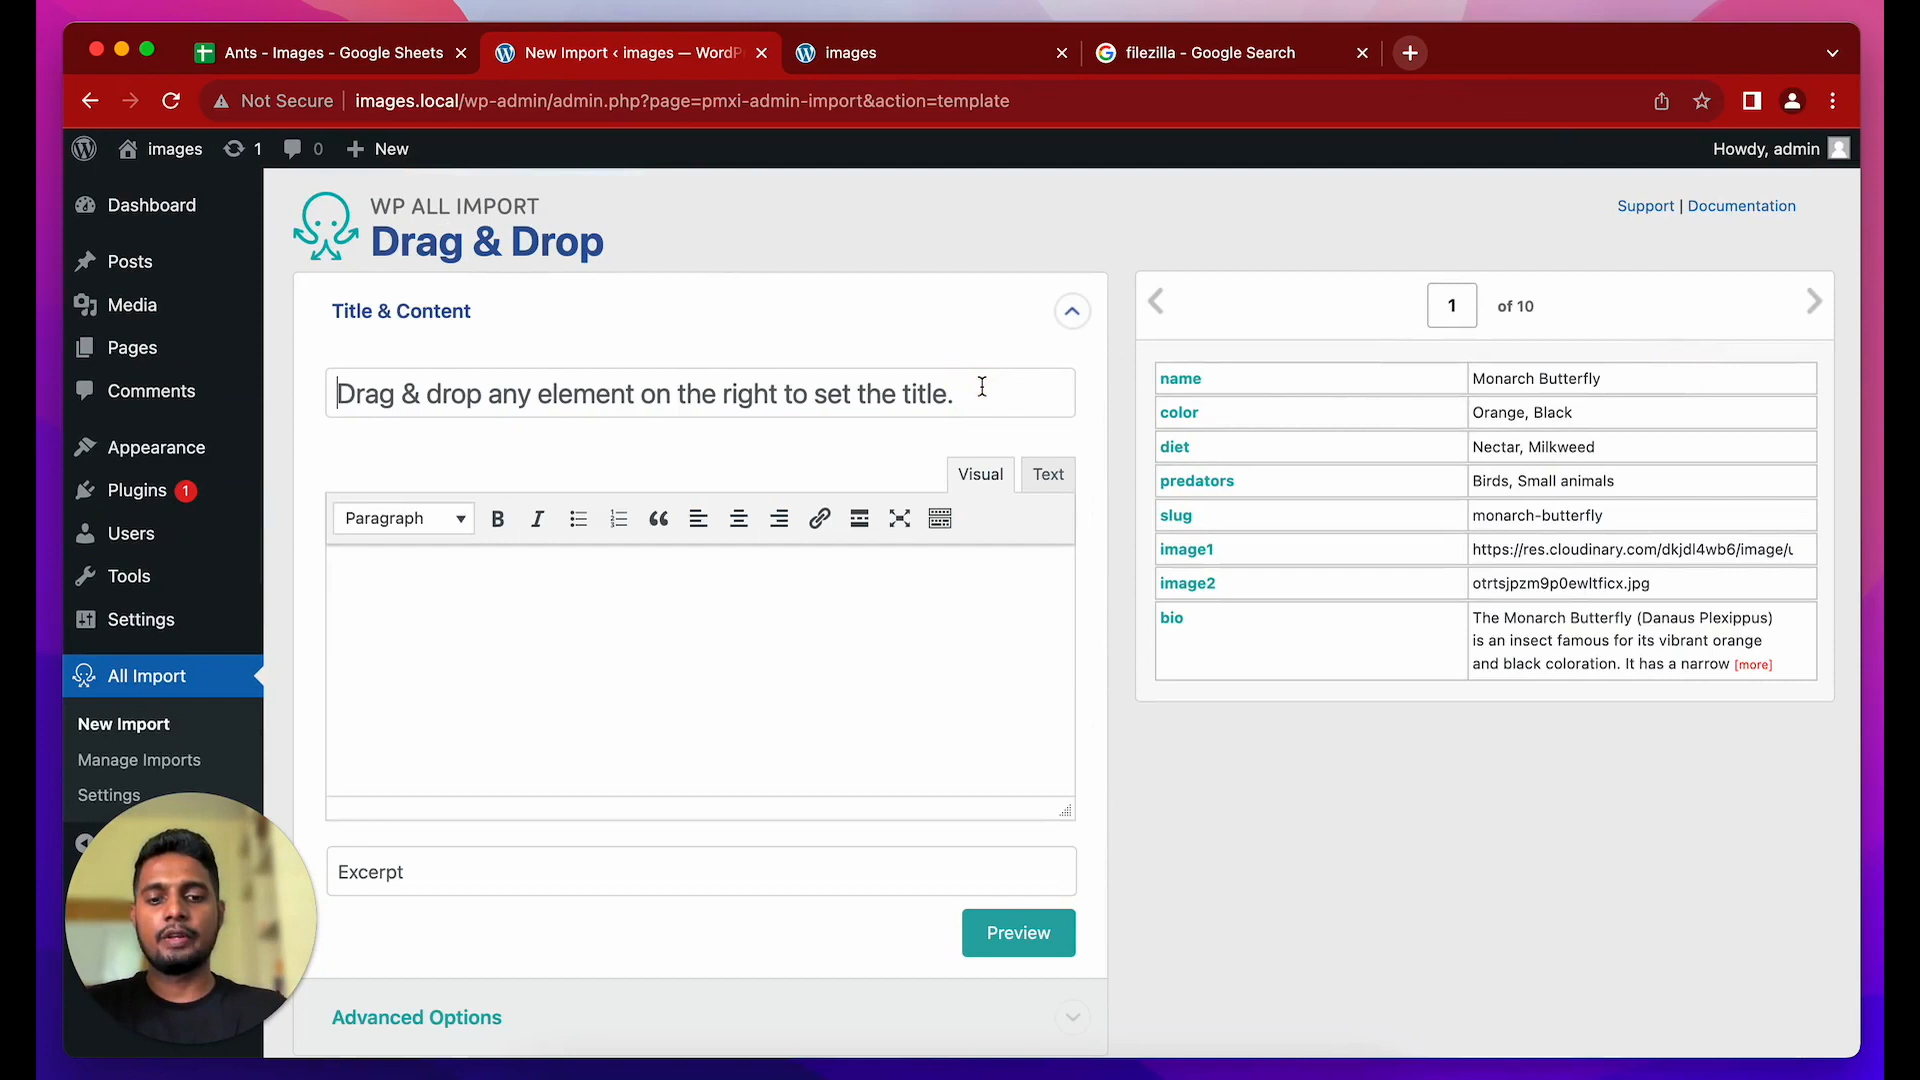 Ants - Images - Google Sheets
New Import ‹ images — WordP
images
filezilla - Google Search
Not Secure
images.local/wp-admin/admin.php?page=pmxi-admin-import&action=template
images
1
0
New
Howdy, admin
Dashboard
Posts
Media
Pages
Comments
Appearance
Plugins 1
Users
Tools
Settings
All Import
New Import
Manage Imports
Settings
WP ALL IMPORT
Drag & Drop
Support | Documentation
Title & Content
Drag & drop any element on the right to set the title.
Visual
Text
Paragraph
Excerpt
Preview
Advanced Options
1 of 10
name Monarch Butterfly
color Orange, Black
diet Nectar, Milkweed
predators Birds, Small animals
slug monarch-butterfly
image1 https://res.cloudinary.com/dkjdl4wb6/image/u
image2 otrtsjpzm9p0ewltficx.jpg
bio The Monarch Butterfly (Danaus Plexippus)
is an insect famous for its vibrant orange
and black coloration. It has a narrow [more]